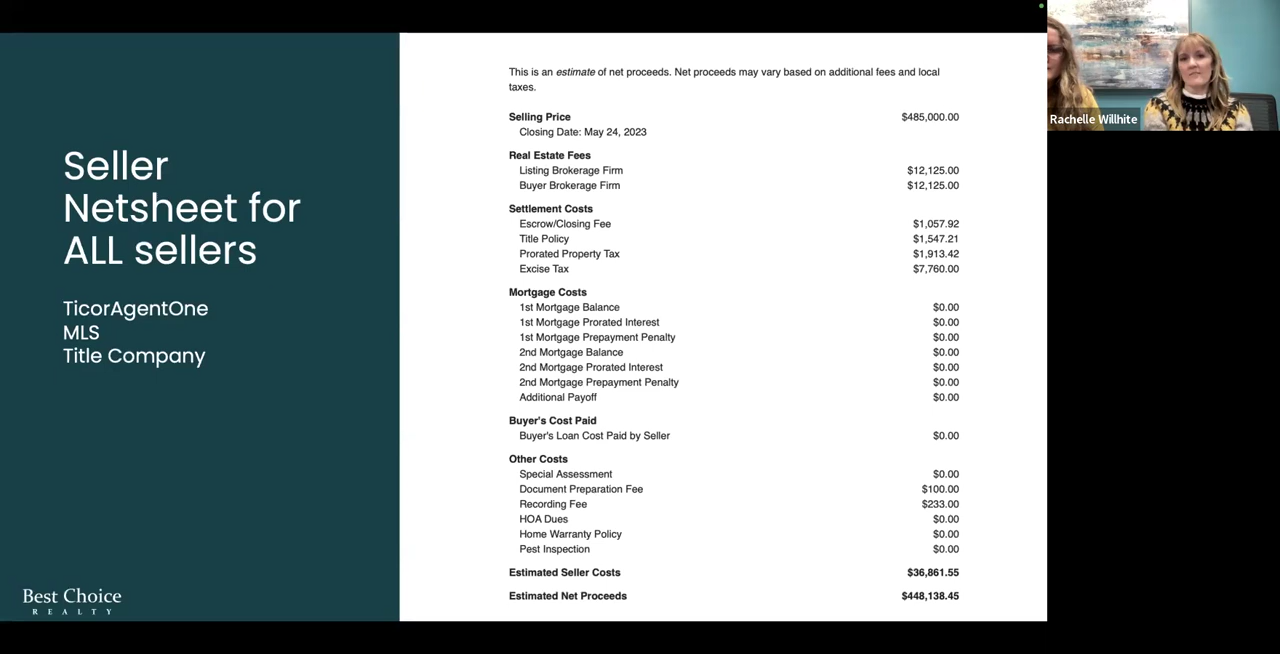 Seller
Netsheet for
ALL sellers
TicorAgentOne
MLS
Title Company
Best Choice
REALTY
This is an estimate of net proceeds. Net proceeds may vary based on additional fees and local
taxes.
Selling Price $485,000.00
Closing Date: May 24, 2023
Real Estate Fees
Listing Brokerage Firm $12,125.00
Buyer Brokerage Firm $12,125.00
Settlement Costs
Escrow/Closing Fee $1,057.92
Title Policy $1,547.21
Prorated Property Tax $1,913.42
Excise Tax $7,760.00
Mortgage Costs
1st Mortgage Balance $0.00
1st Mortgage Prorated Interest $0.00
1st Mortgage Prepayment Penalty $0.00
2nd Mortgage Balance $0.00
2nd Mortgage Prorated Interest $0.00
2nd Mortgage Prepayment Penalty $0.00
Additional Payoff $0.00
Buyer's Cost Paid
Buyer's Loan Cost Paid by Seller $0.00
Other Costs
Special Assessment $0.00
Document Preparation Fee $100.00
Recording Fee $233.00
HOA Dues $0.00
Home Warranty Policy $0.00
Pest Inspection $0.00
Estimated Seller Costs $36,861.55
Estimated Net Proceeds $448,138.45
Rachelle Willhite